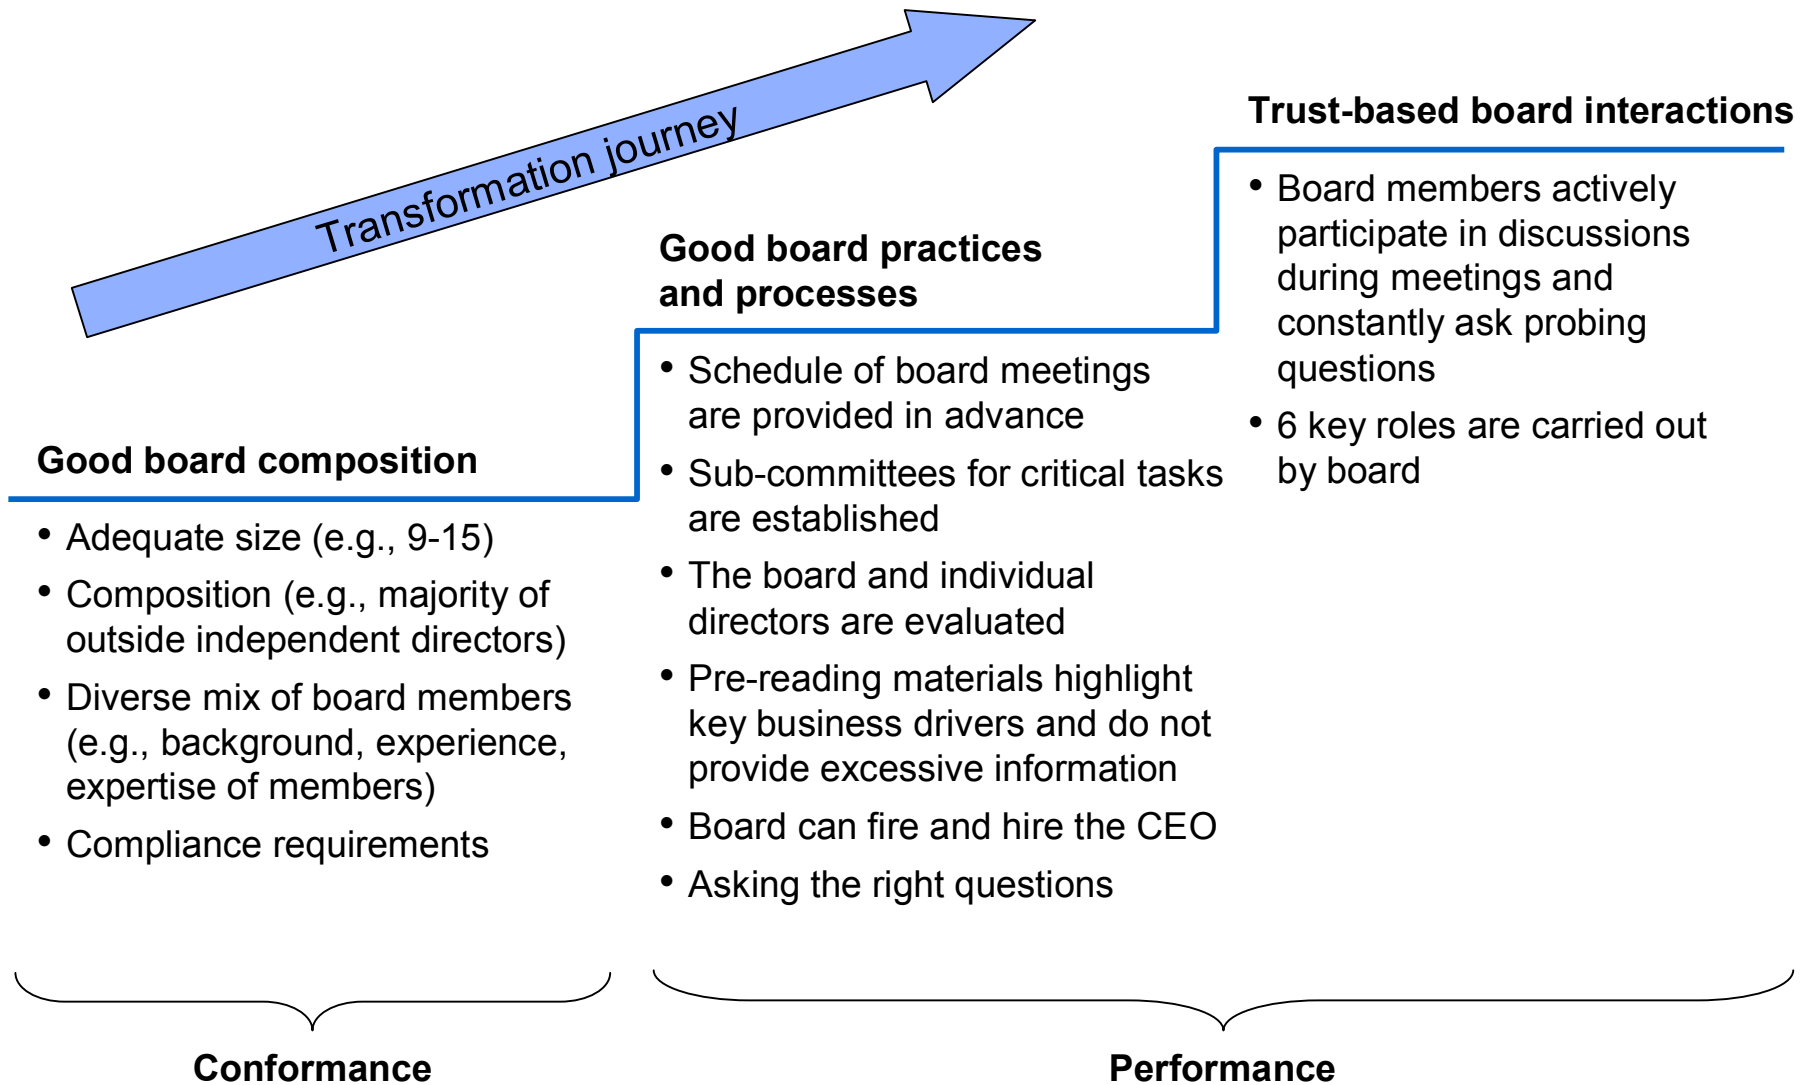 Transformation journey
Good board composition
• Adequate size (e.g., 9-15)
• Composition (e.g., majority of
outside independent directors)
• Diverse mix of board members
(e.g., background, experience,
expertise of members)
• Compliance requirements
Good board practices
and processes
• Schedule of board meetings
are provided in advance
• Sub-committees for critical tasks
are established
• The board and individual
directors are evaluated
• Pre-reading materials highlight
key business drivers and do not
provide excessive information
• Board can fire and hire the CEO
• Asking the right questions
Trust-based board interactions
• Board members actively
participate in discussions
during meetings and
constantly ask probing
questions
• 6 key roles are carried out
by board
Conformance
Performance